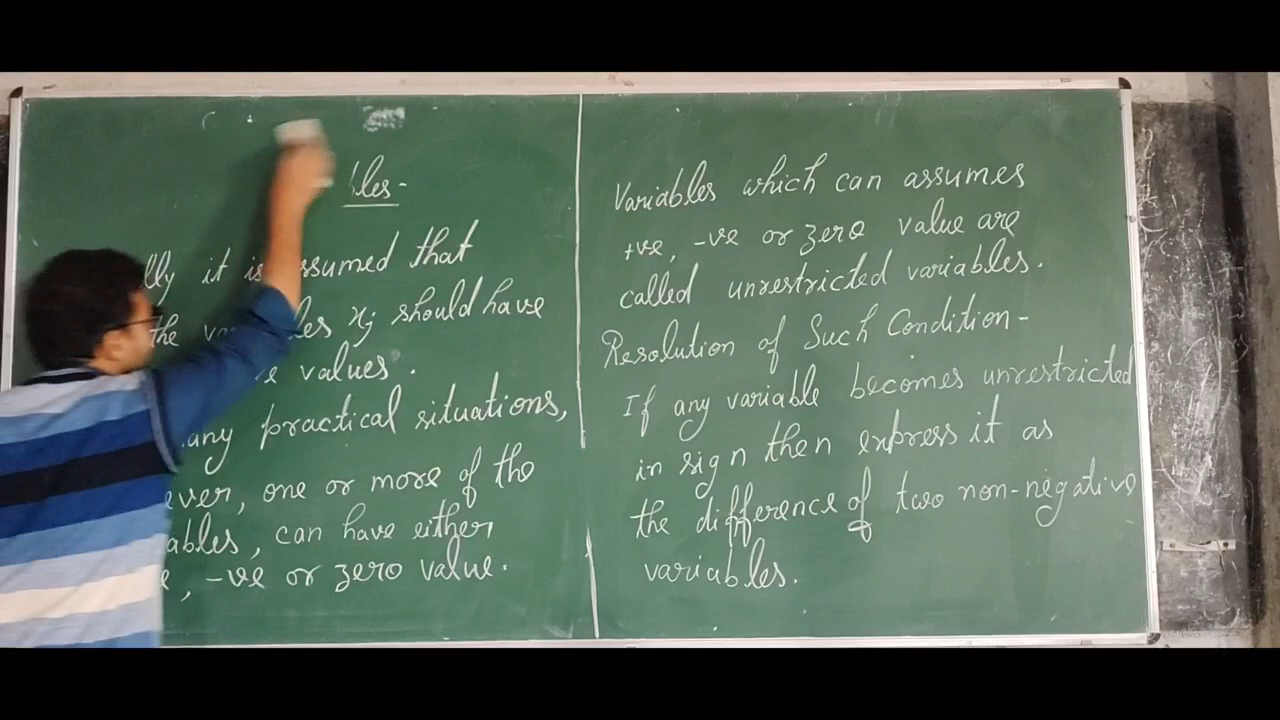 bles-
lly it is assumed that
the les xj should have
values.
any practical situations,
ever, one or more of the
ables, can have either
, -ve or zero value.
Variables which can assumes
+ve, -ve or zero value are
called unrestricted variables.
Resolution of Such Condition-
If any variable becomes unrestricted
in sign then express it as
the difference of two non-negative
variables.